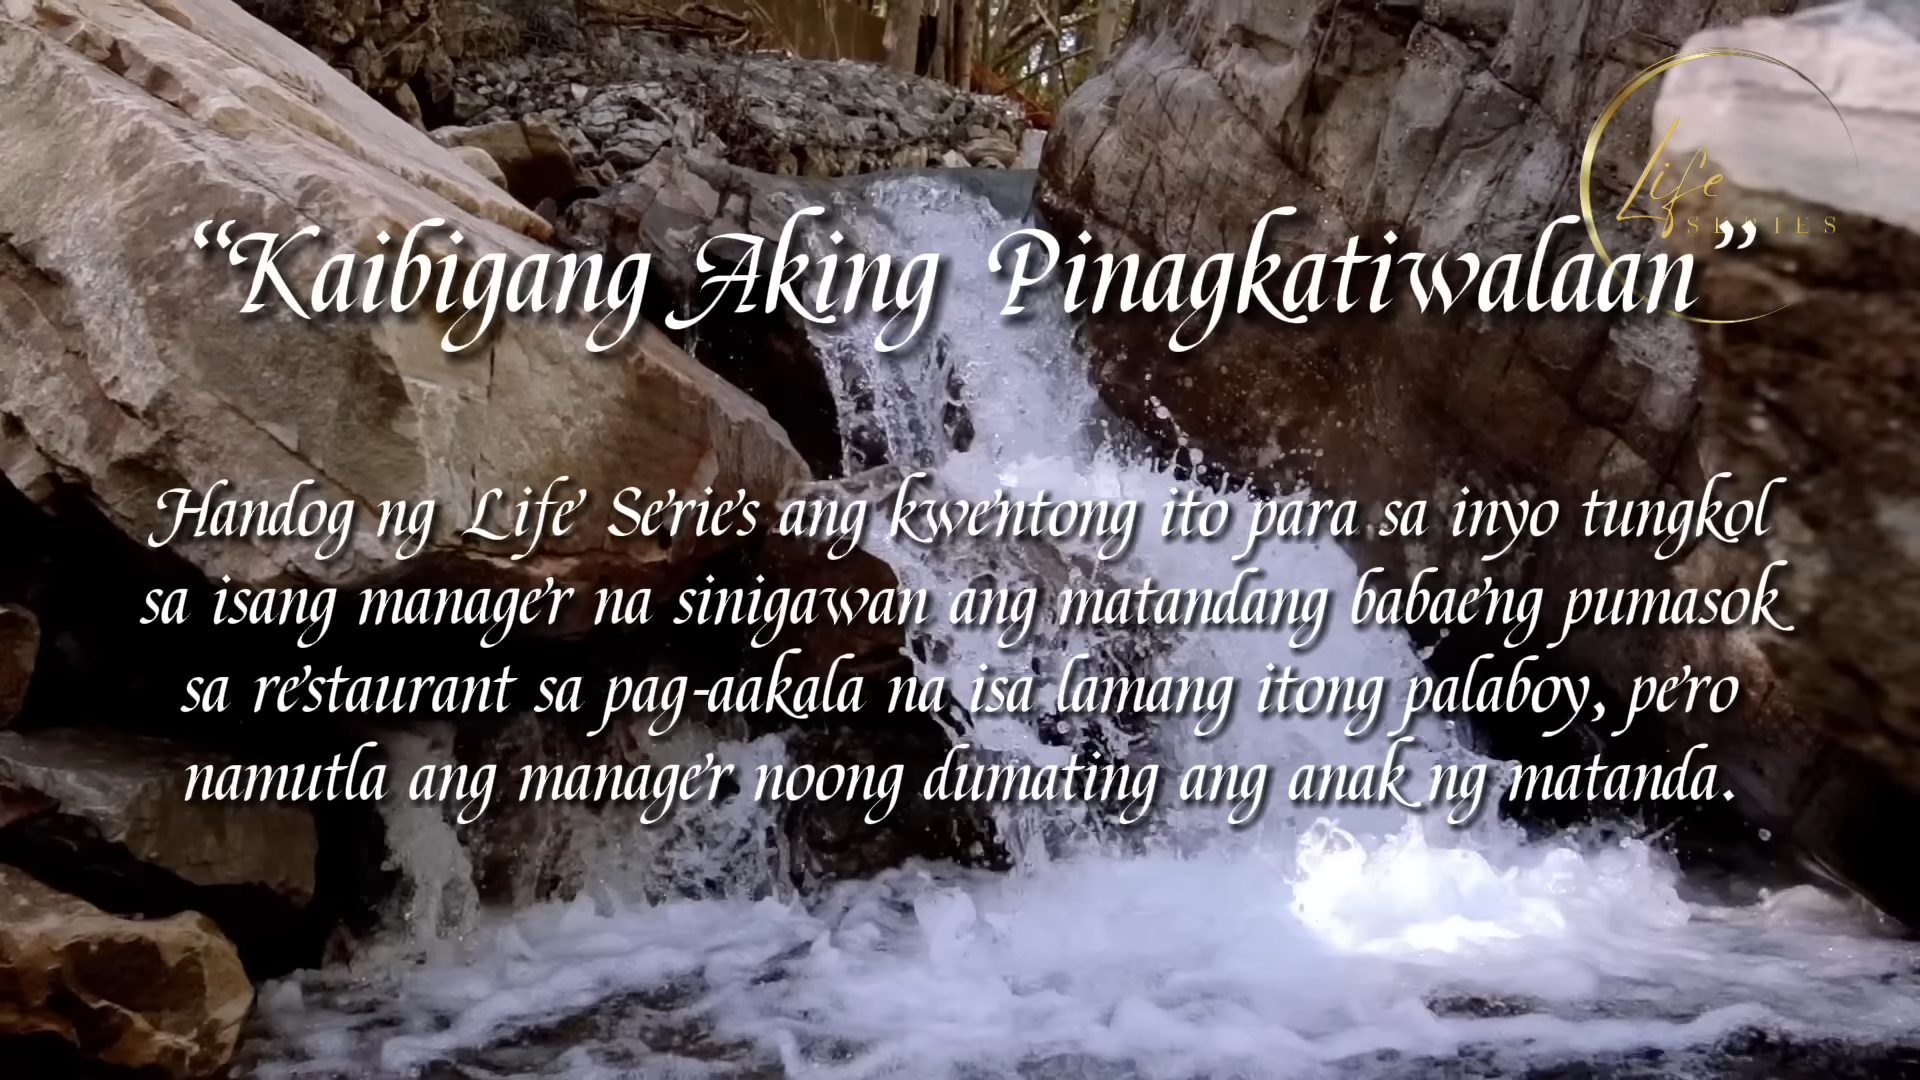 Life
SERIES
“Kaibigang Aking Pinagkatiwalaan”
Handog ng Life Series ang kwentong ito para sa inyo tungkol
sa isang manager na sinigawan ang matandang babaeng pumasok
sa restaurant sa pag-aakala na isa lamang itong palaboy, pero
namutla ang manager noong dumating ang anak ng matanda.